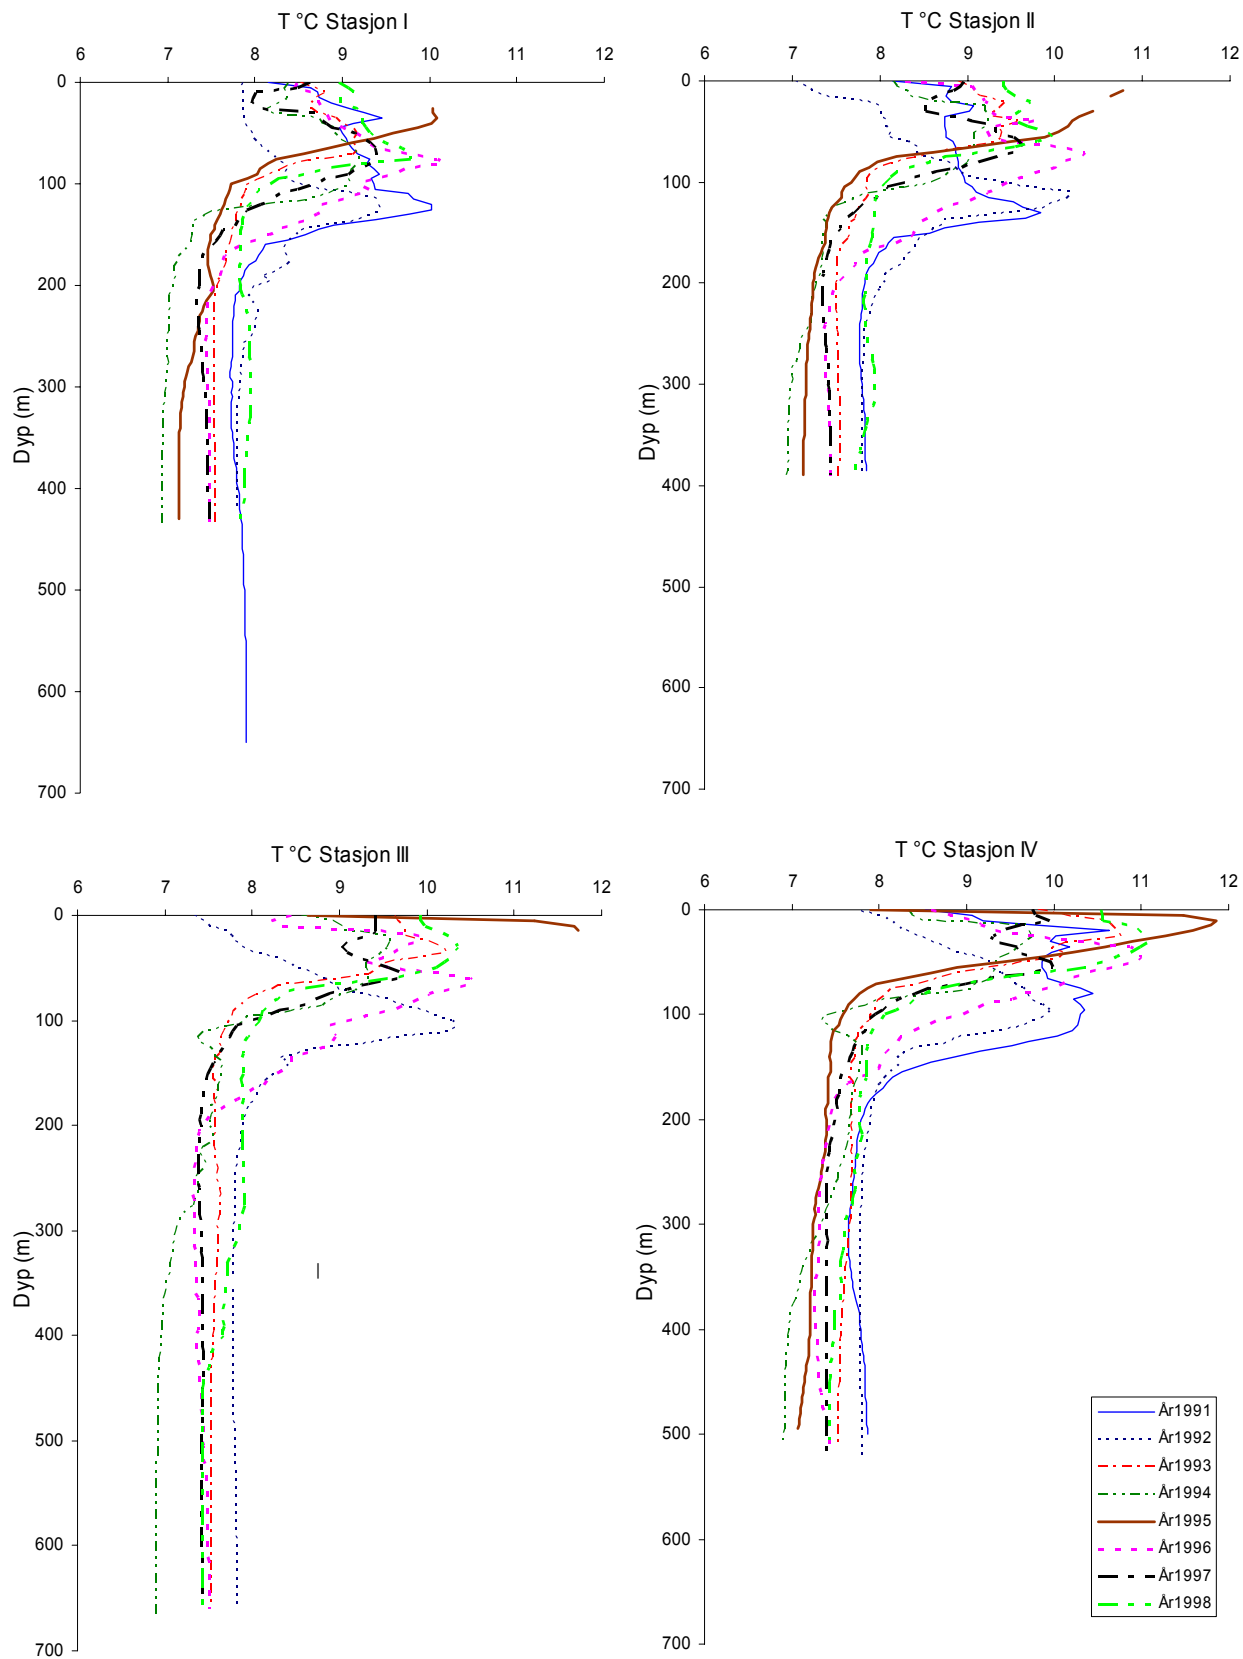 T °C Stasjon I
6 7 8 9 10 11 12
0
100
200
300
400
500
600
700
Dyp (m)
T °C Stasjon II
6 7 8 9 10 11 12
0
100
200
300
400
500
600
700
Dyp (m)
T °C Stasjon III
6 7 8 9 10 11 12
0
100
200
300
400
500
600
700
Dyp (m)
T °C Stasjon IV
6 7 8 9 10 11 12
0
100
200
300
400
500
600
700
Dyp (m)
År1991
År1992
År1993
År1994
År1995
År1996
År1997
År1998